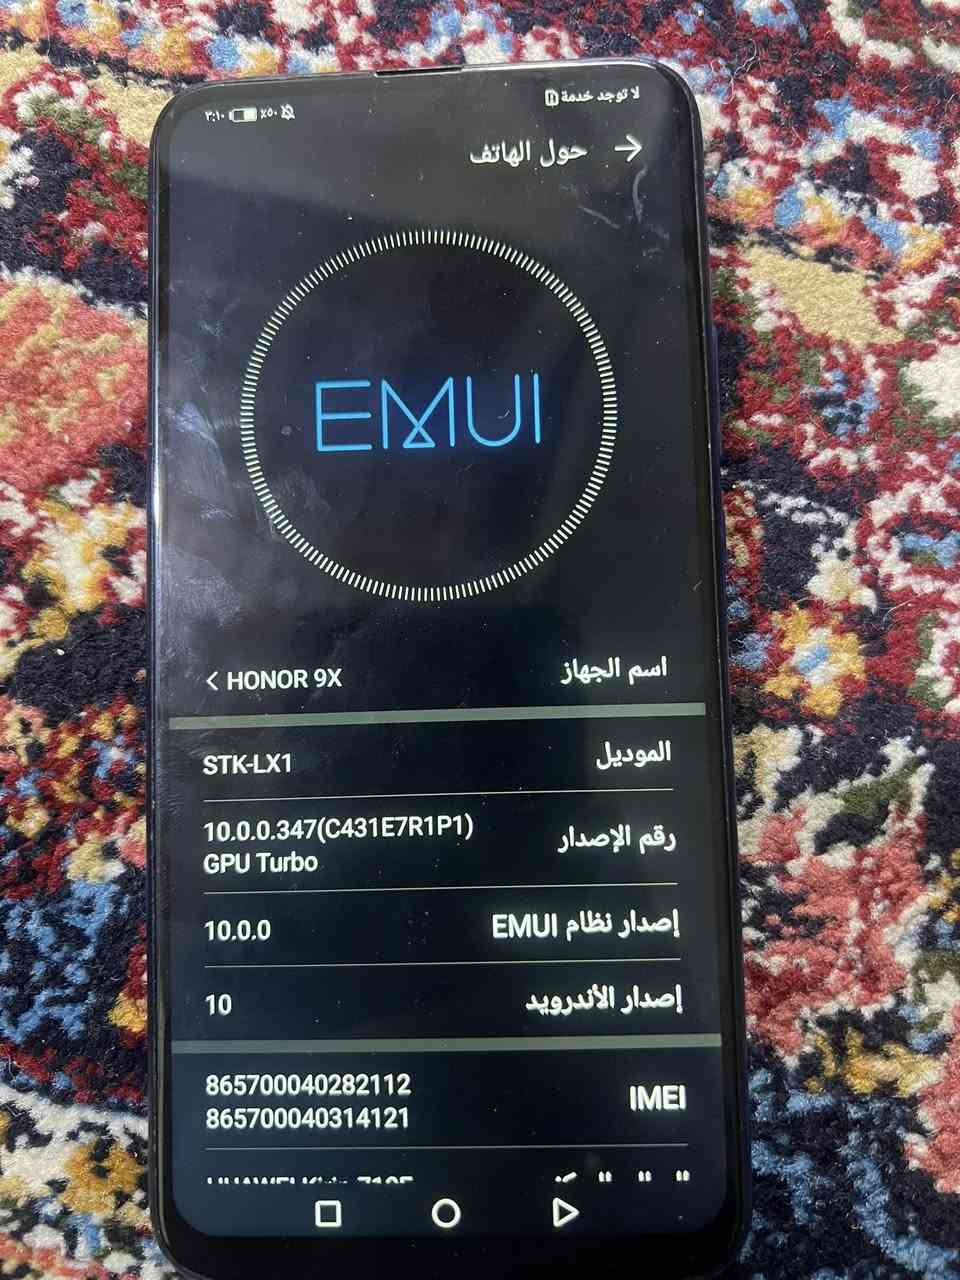 لا توجد خدمة
٪٥٠
٣:١٠
حول الهاتف
EMUI
اسم الجهاز
HONOR 9X
الموديل
STK-LX1
رقم الإصدار
10.0.0.347(C431E7R1P1)
GPU Turbo
إصدار نظام EMUI
10.0.0
إصدار الأندرويد
10
IMEI
865700040282112
865700040314121